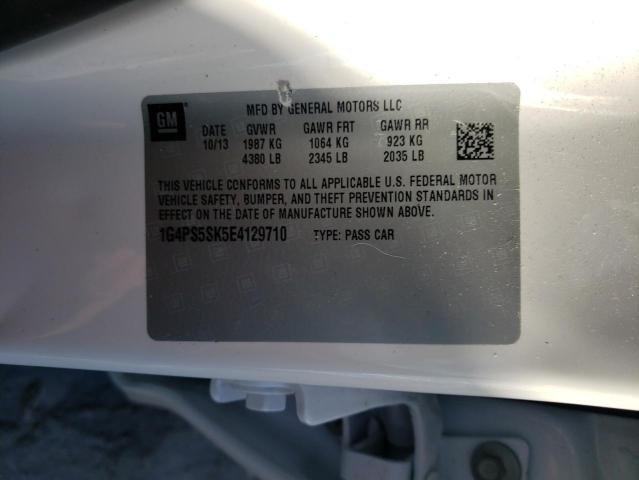 GM
MFD BY GENERAL MOTORS LLC
DATE GVWR GAWR FRT GAWR RR
10/13 1987 KG 1064 KG 923 KG
4380 LB 2345 LB 2035 LB
THIS VEHICLE CONFORMS TO ALL APPLICABLE U.S. FEDERAL MOTOR
VEHICLE SAFETY, BUMPER, AND THEFT PREVENTION STANDARDS IN
EFFECT ON THE DATE OF MANUFACTURE SHOWN ABOVE.
1G4PS5SK5E4129710 TYPE: PASS CAR